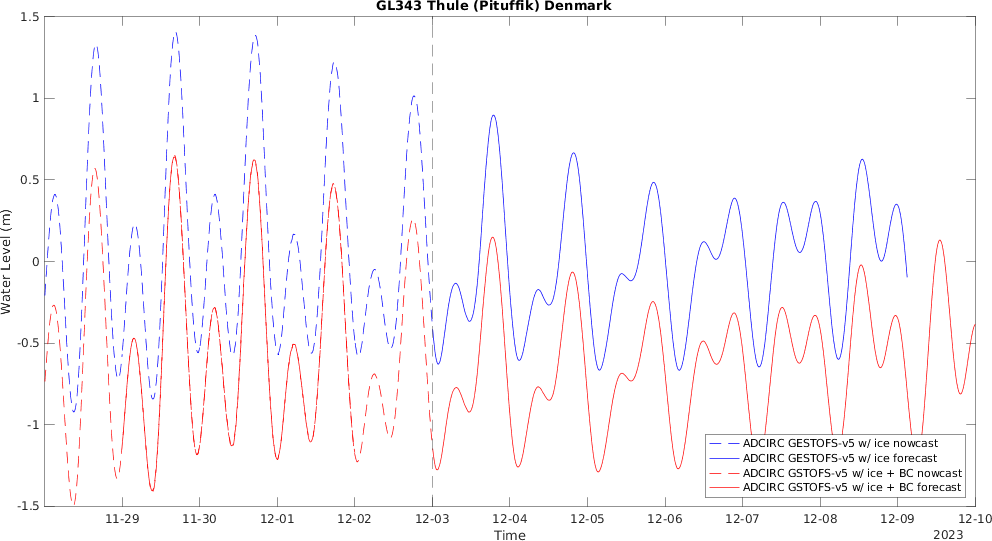 GL343 Thule (Pituffik) Denmark
Water Level (m)
1.5
1
0.5
0
-0.5
-1
-1.5
11-29
11-30
12-01
12-02
12-03
12-04
12-05
12-06
12-07
12-08
12-09
12-10
Time
2023
ADCIRC GESTOFS-v5 w/ ice nowcast
ADCIRC GESTOFS-v5 w/ ice forecast
ADCIRC GSTOFS-v5 w/ ice + BC nowcast
ADCIRC GSTOFS-v5 w/ ice + BC forecast